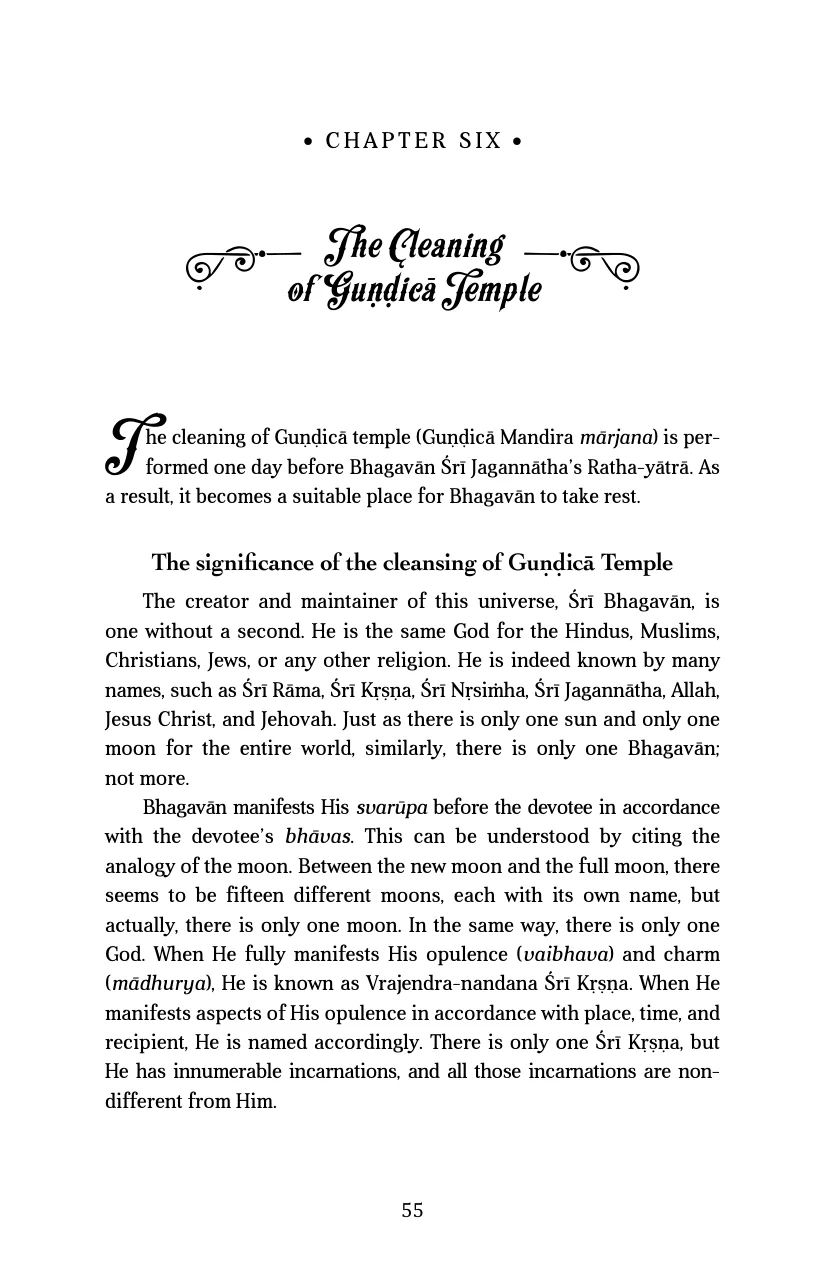 • CHAPTER SIX •
The Cleaning
of Guṇḍicā Temple
The cleaning of Guṇḍicā temple (Guṇḍicā Mandira mārjana) is per-
formed one day before Bhagavān Śrī Jagannātha’s Ratha-yātrā. As
a result, it becomes a suitable place for Bhagavān to take rest.
The significance of the cleansing of Guṇḍicā Temple
The creator and maintainer of this universe, Śrī Bhagavān, is
one without a second. He is the same God for the Hindus, Muslims,
Christians, Jews, or any other religion. He is indeed known by many
names, such as Śrī Rāma, Śrī Kṛṣṇa, Śrī Nṛsiṁha, Śrī Jagannātha, Allah,
Jesus Christ, and Jehovah. Just as there is only one sun and only one
moon for the entire world, similarly, there is only one Bhagavān;
not more.
Bhagavān manifests His svarūpa before the devotee in accordance
with the devotee’s bhāvas. This can be understood by citing the
analogy of the moon. Between the new moon and the full moon, there
seems to be fifteen different moons, each with its own name, but
actually, there is only one moon. In the same way, there is only one
God. When He fully manifests His opulence (vaibhava) and charm
(mādhurya), He is known as Vrajendra-nandana Śrī Kṛṣṇa. When He
manifests aspects of His opulence in accordance with place, time, and
recipient, He is named accordingly. There is only one Śrī Kṛṣṇa, but
He has innumerable incarnations, and all those incarnations are non-
different from Him.
55